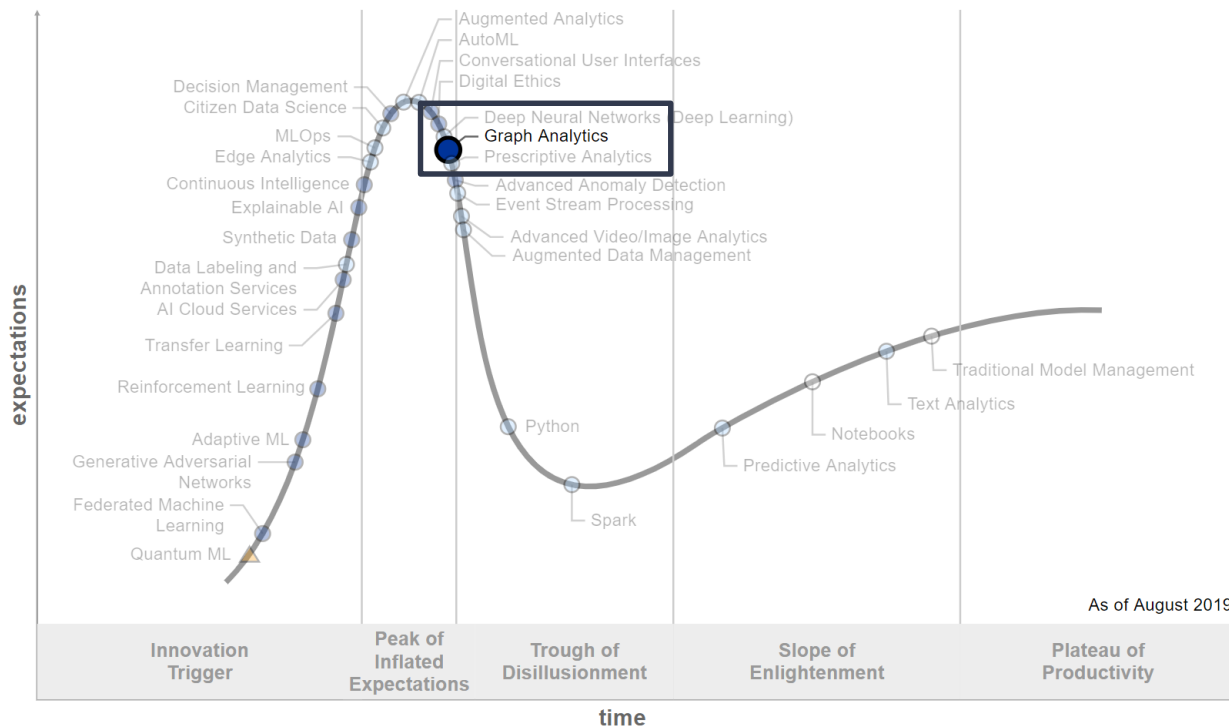 Augmented Analytics
AutoML
Conversational User Interfaces
Digital Ethics
Decision Management
Citizen Data Science
MLOps
Edge Analytics
Continuous Intelligence
Explainable AI
Synthetic Data
Data Labeling and
Annotation Services
AI Cloud Services
Transfer Learning
Reinforcement Learning
Adaptive ML
Generative Adversarial
Networks
Federated Machine
Learning
Quantum ML
Deep Neural Networks (Deep Learning)
Graph Analytics
Prescriptive Analytics
Advanced Anomaly Detection
Event Stream Processing
Advanced Video/Image Analytics
Augmented Data Management
Python
Spark
Predictive Analytics
Notebooks
Text Analytics
Traditional Model Management
expectations
As of August 2019
Innovation
Trigger
Peak of
Inflated
Expectations
Trough of
Disillusionment
Slope of
Enlightenment
Plateau of
Productivity
time